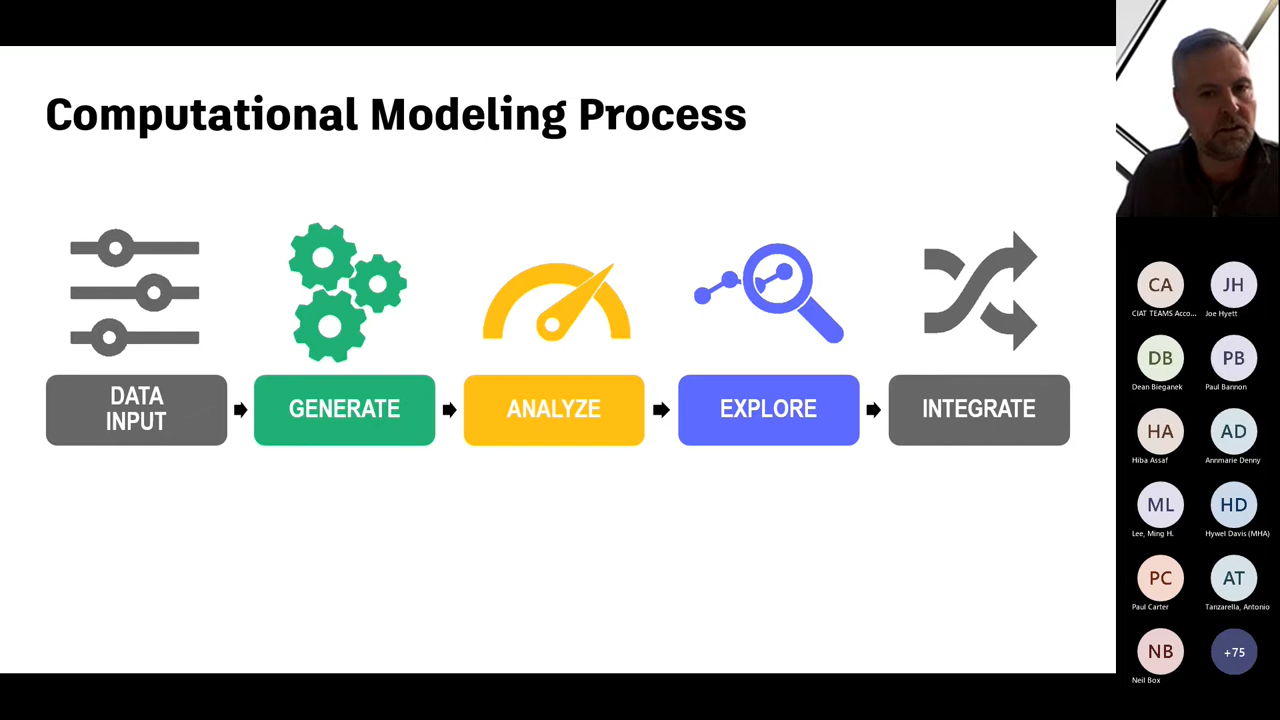 Computational Modeling Process
DATA
INPUT
GENERATE
ANALYZE
EXPLORE
INTEGRATE
CA
JH
CIAT TEAMS Acco...
Joe Hyett
DB
PB
Dean Bieganek
Paul Bannon
HA
AD
Hiba Assaf
Annmarie Denny
ML
HD
Lee, Ming H.
Hywel Davis (MHA)
PC
AT
Paul Carter
Tanzarella, Antonio
NB
+75
Neil Box